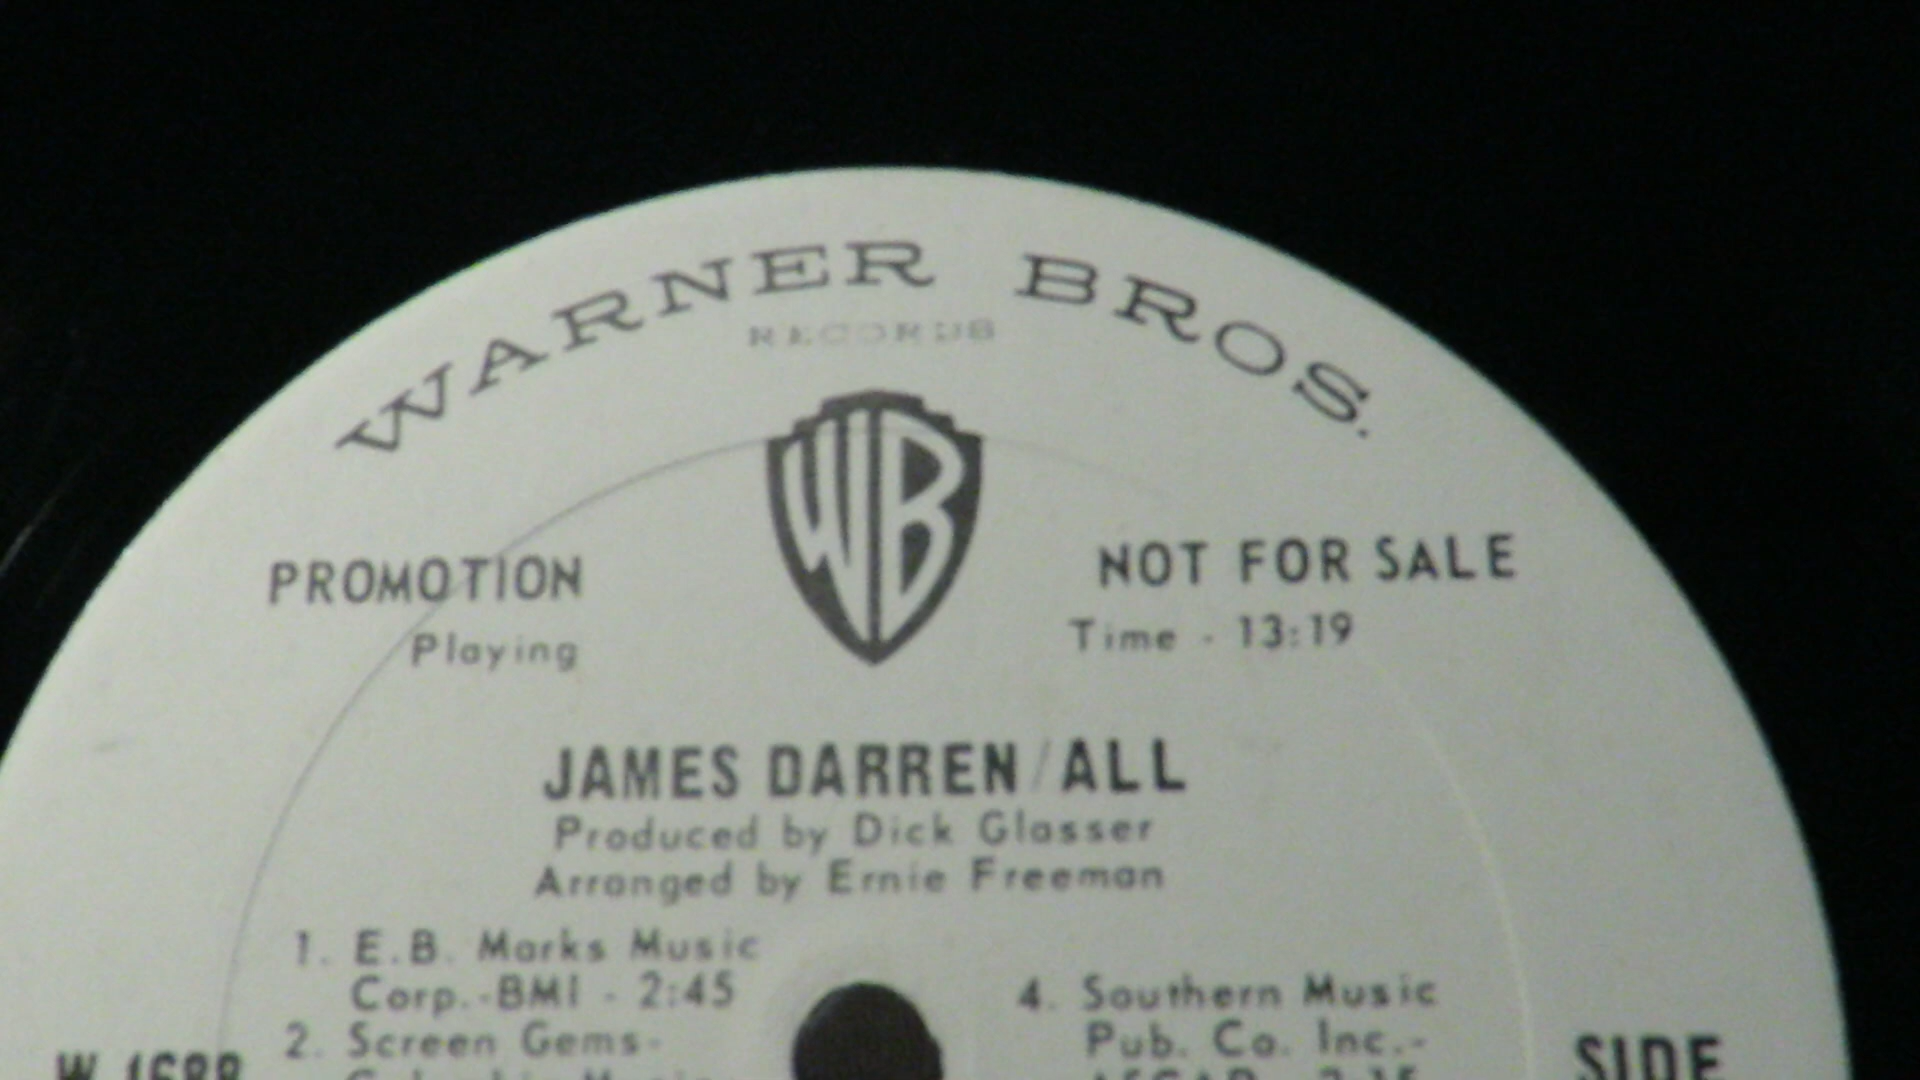 WARNER BROS.
RECORDS
WB
PROMOTION
NOT FOR SALE
Playing
Time - 13:19
JAMES DARREN/ALL
Produced by Dick Glasser
Arranged by Ernie Freeman
1. E.B. Marks Music
Corp.-BMI - 2:45
2. Screen Gems-
4. Southern Music
Pub. Co. Inc.-
W 1688
SIDE